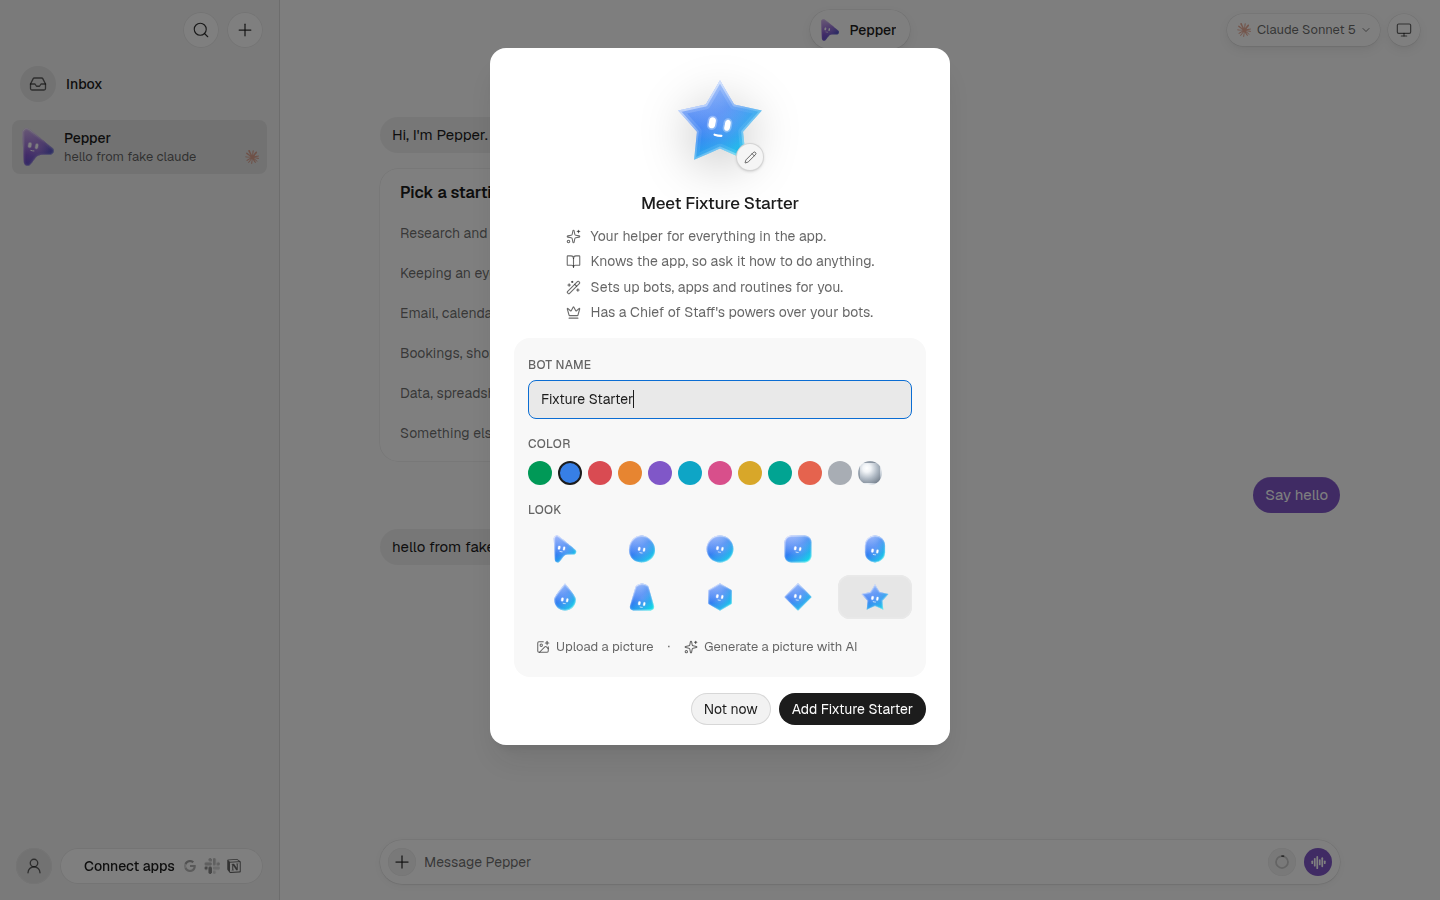 Pepper
Claude Sonnet 5
Inbox
Pepper
hello from fake claude
Hi, I'm Pepper.
Pick a starti
Research and
Keeping an ey
Email, calenda
Bookings, sho
Data, spreads
Something els
Say hello
hello from fake
Meet Fixture Starter
Your helper for everything in the app.
Knows the app, so ask it how to do anything.
Sets up bots, apps and routines for you.
Has a Chief of Staff's powers over your bots.
BOT NAME
Fixture Starter
COLOR
LOOK
Upload a picture · Generate a picture with AI
Not now
Add Fixture Starter
Connect apps
Message Pepper